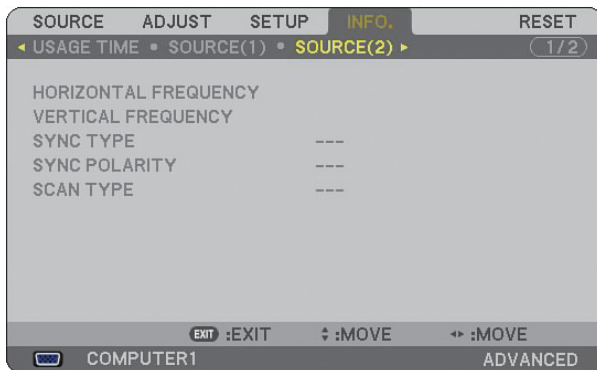 SOURCE ADJUST SETUP INFO. RESET
USAGE TIME • SOURCE(1) • SOURCE(2) 1/2
HORIZONTAL FREQUENCY
VERTICAL FREQUENCY
SYNC TYPE ---
SYNC POLARITY ---
SCAN TYPE ---
EXIT :EXIT :MOVE :MOVE
COMPUTER1 ADVANCED